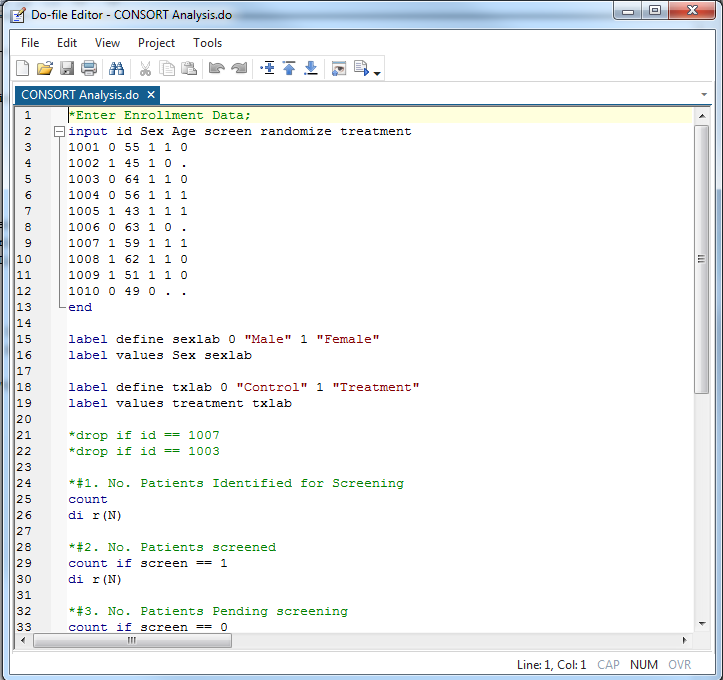 Do-file Editor - CONSORT Analysis.do
File Edit View Project Tools
CONSORT Analysis.do ×
1 *Enter Enrollment Data;
2 input id Sex Age screen randomize treatment
3 1001 0 55 1 1 0
4 1002 1 45 1 0 .
5 1003 0 64 1 1 0
6 1004 0 56 1 1 1
7 1005 1 43 1 1 1
8 1006 0 63 1 0 .
9 1007 1 59 1 1 1
10 1008 1 62 1 1 0
11 1009 1 51 1 1 0
12 1010 0 49 0 . .
13 end
14
15 label define sexlab 0 "Male" 1 "Female"
16 label values Sex sexlab
17
18 label define txlab 0 "Control" 1 "Treatment"
19 label values treatment txlab
20
21 *drop if id == 1007
22 *drop if id == 1003
23
24 *#1. No. Patients Identified for Screening
25 count
26 di r(N)
27
28 *#2. No. Patients screened
29 count if screen == 1
30 di r(N)
31
32 *#3. No. Patients Pending screening
33 count if screen == 0
Line: 1, Col: 1 CAP NUM OVR